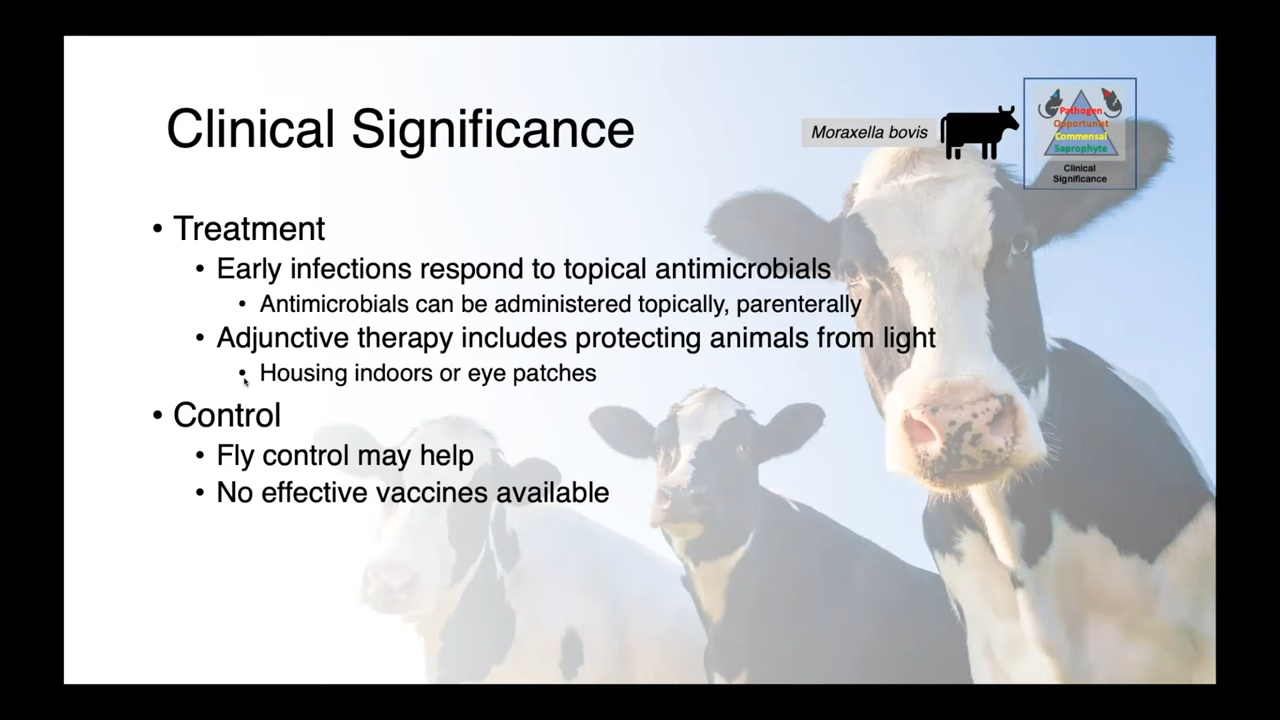 Clinical Significance
Moraxella bovis
Pathogen
Opportunist
Commensal
Saprophyte
Clinical
Significance
• Treatment
• Early infections respond to topical antimicrobials
• Antimicrobials can be administered topically, parenterally
• Adjunctive therapy includes protecting animals from light
• Housing indoors or eye patches
• Control
• Fly control may help
• No effective vaccines available